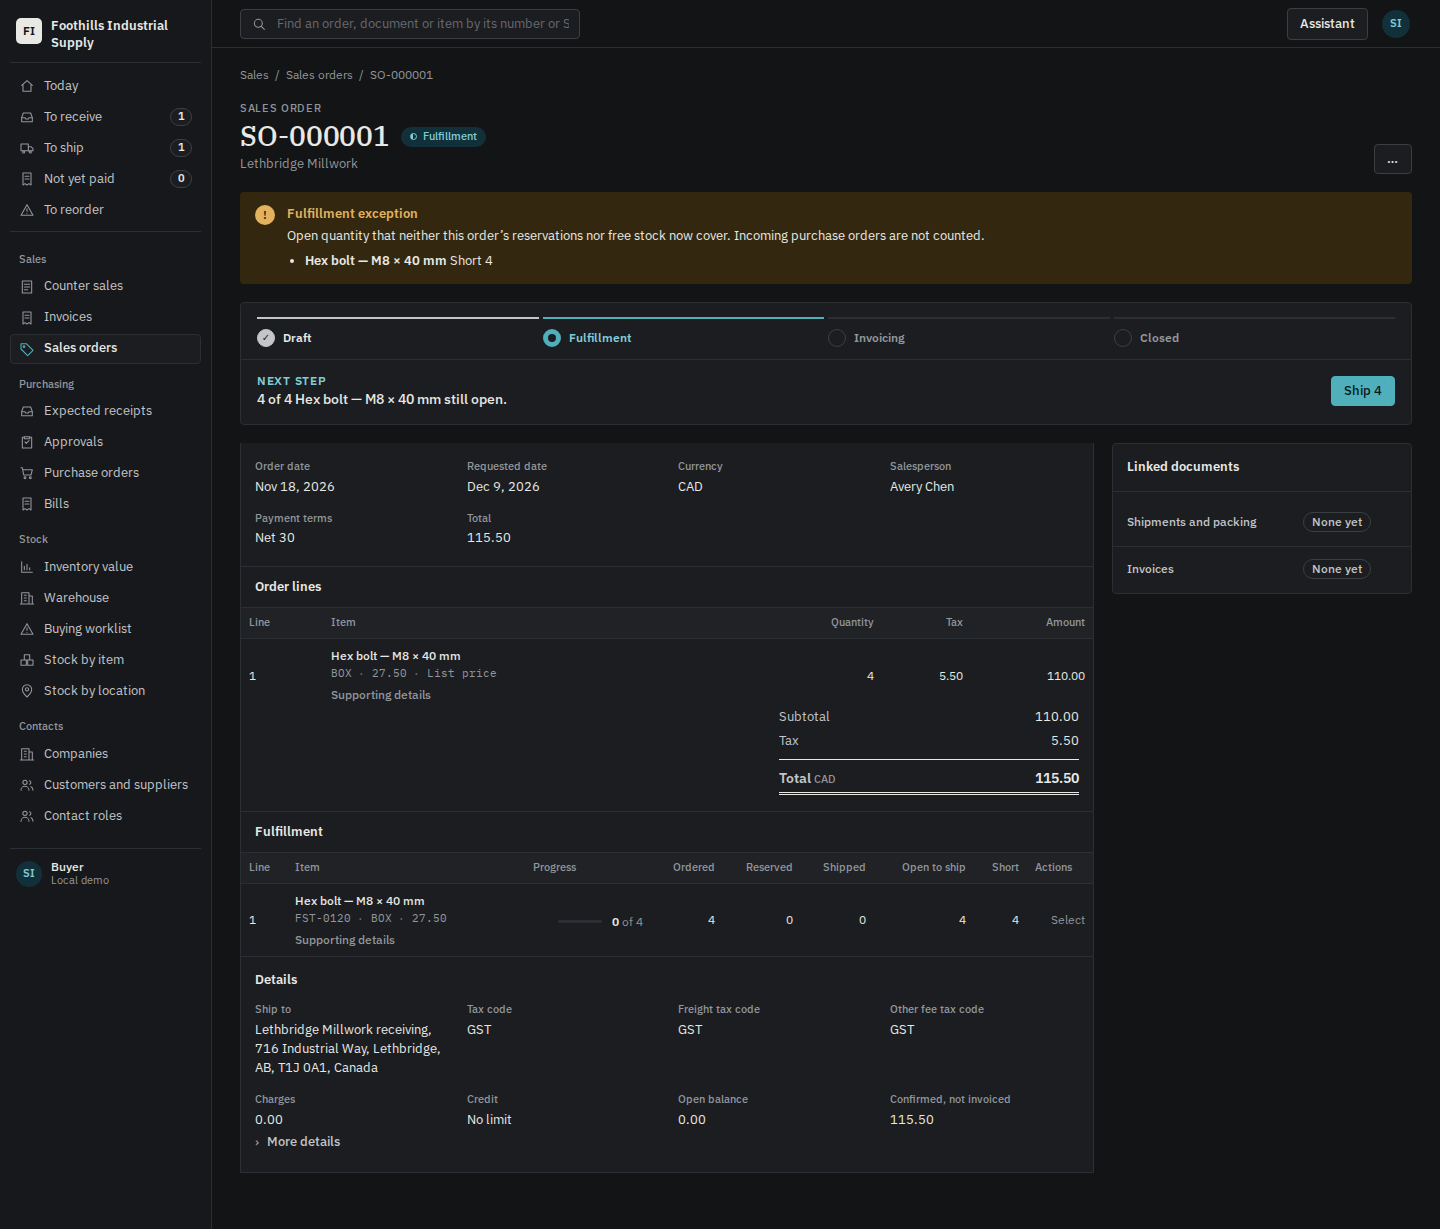 FI
Foothills Industrial
Supply
Today
To receive 1
To ship 1
Not yet paid 0
To reorder
Sales
Counter sales
Invoices
Sales orders
Purchasing
Expected receipts
Approvals
Purchase orders
Bills
Stock
Inventory value
Warehouse
Buying worklist
Stock by item
Stock by location
Contacts
Companies
Customers and suppliers
Contact roles
SI
Buyer
Local demo
Find an order, document or item by its number or S
Assistant
SI
Sales / Sales orders / SO-000001
SALES ORDER
SO-000001 Fulfillment
Lethbridge Millwork
...
! Fulfillment exception
Open quantity that neither this order's reservations nor free stock now cover. Incoming purchase orders are not counted.
• Hex bolt — M8 × 40 mm Short 4
✓ Draft Fulfillment Invoicing Closed
NEXT STEP
4 of 4 Hex bolt — M8 × 40 mm still open.
Ship 4
Order date Requested date Currency Salesperson
Nov 18, 2026 Dec 9, 2026 CAD Avery Chen
Payment terms Total
Net 30 115.50
Order lines
Line Item Quantity Tax Amount
Hex bolt — M8 × 40 mm
BOX · 27.50 · List price
1 4 5.50 110.00
Supporting details
Subtotal 110.00
Tax 5.50
Total CAD 115.50
Fulfillment
Line Item Progress Ordered Reserved Shipped Open to ship Short Actions
Hex bolt — M8 × 40 mm
FST-0120 · BOX · 27.50
1 0 of 4 4 0 0 4 4 Select
Supporting details
Details
Ship to Tax code Freight tax code Other fee tax code
Lethbridge Millwork receiving, GST GST GST
716 Industrial Way, Lethbridge,
AB, T1J 0A1, Canada
Charges Credit Open balance Confirmed, not invoiced
0.00 No limit 0.00 115.50
› More details
Linked documents
Shipments and packing None yet
Invoices None yet